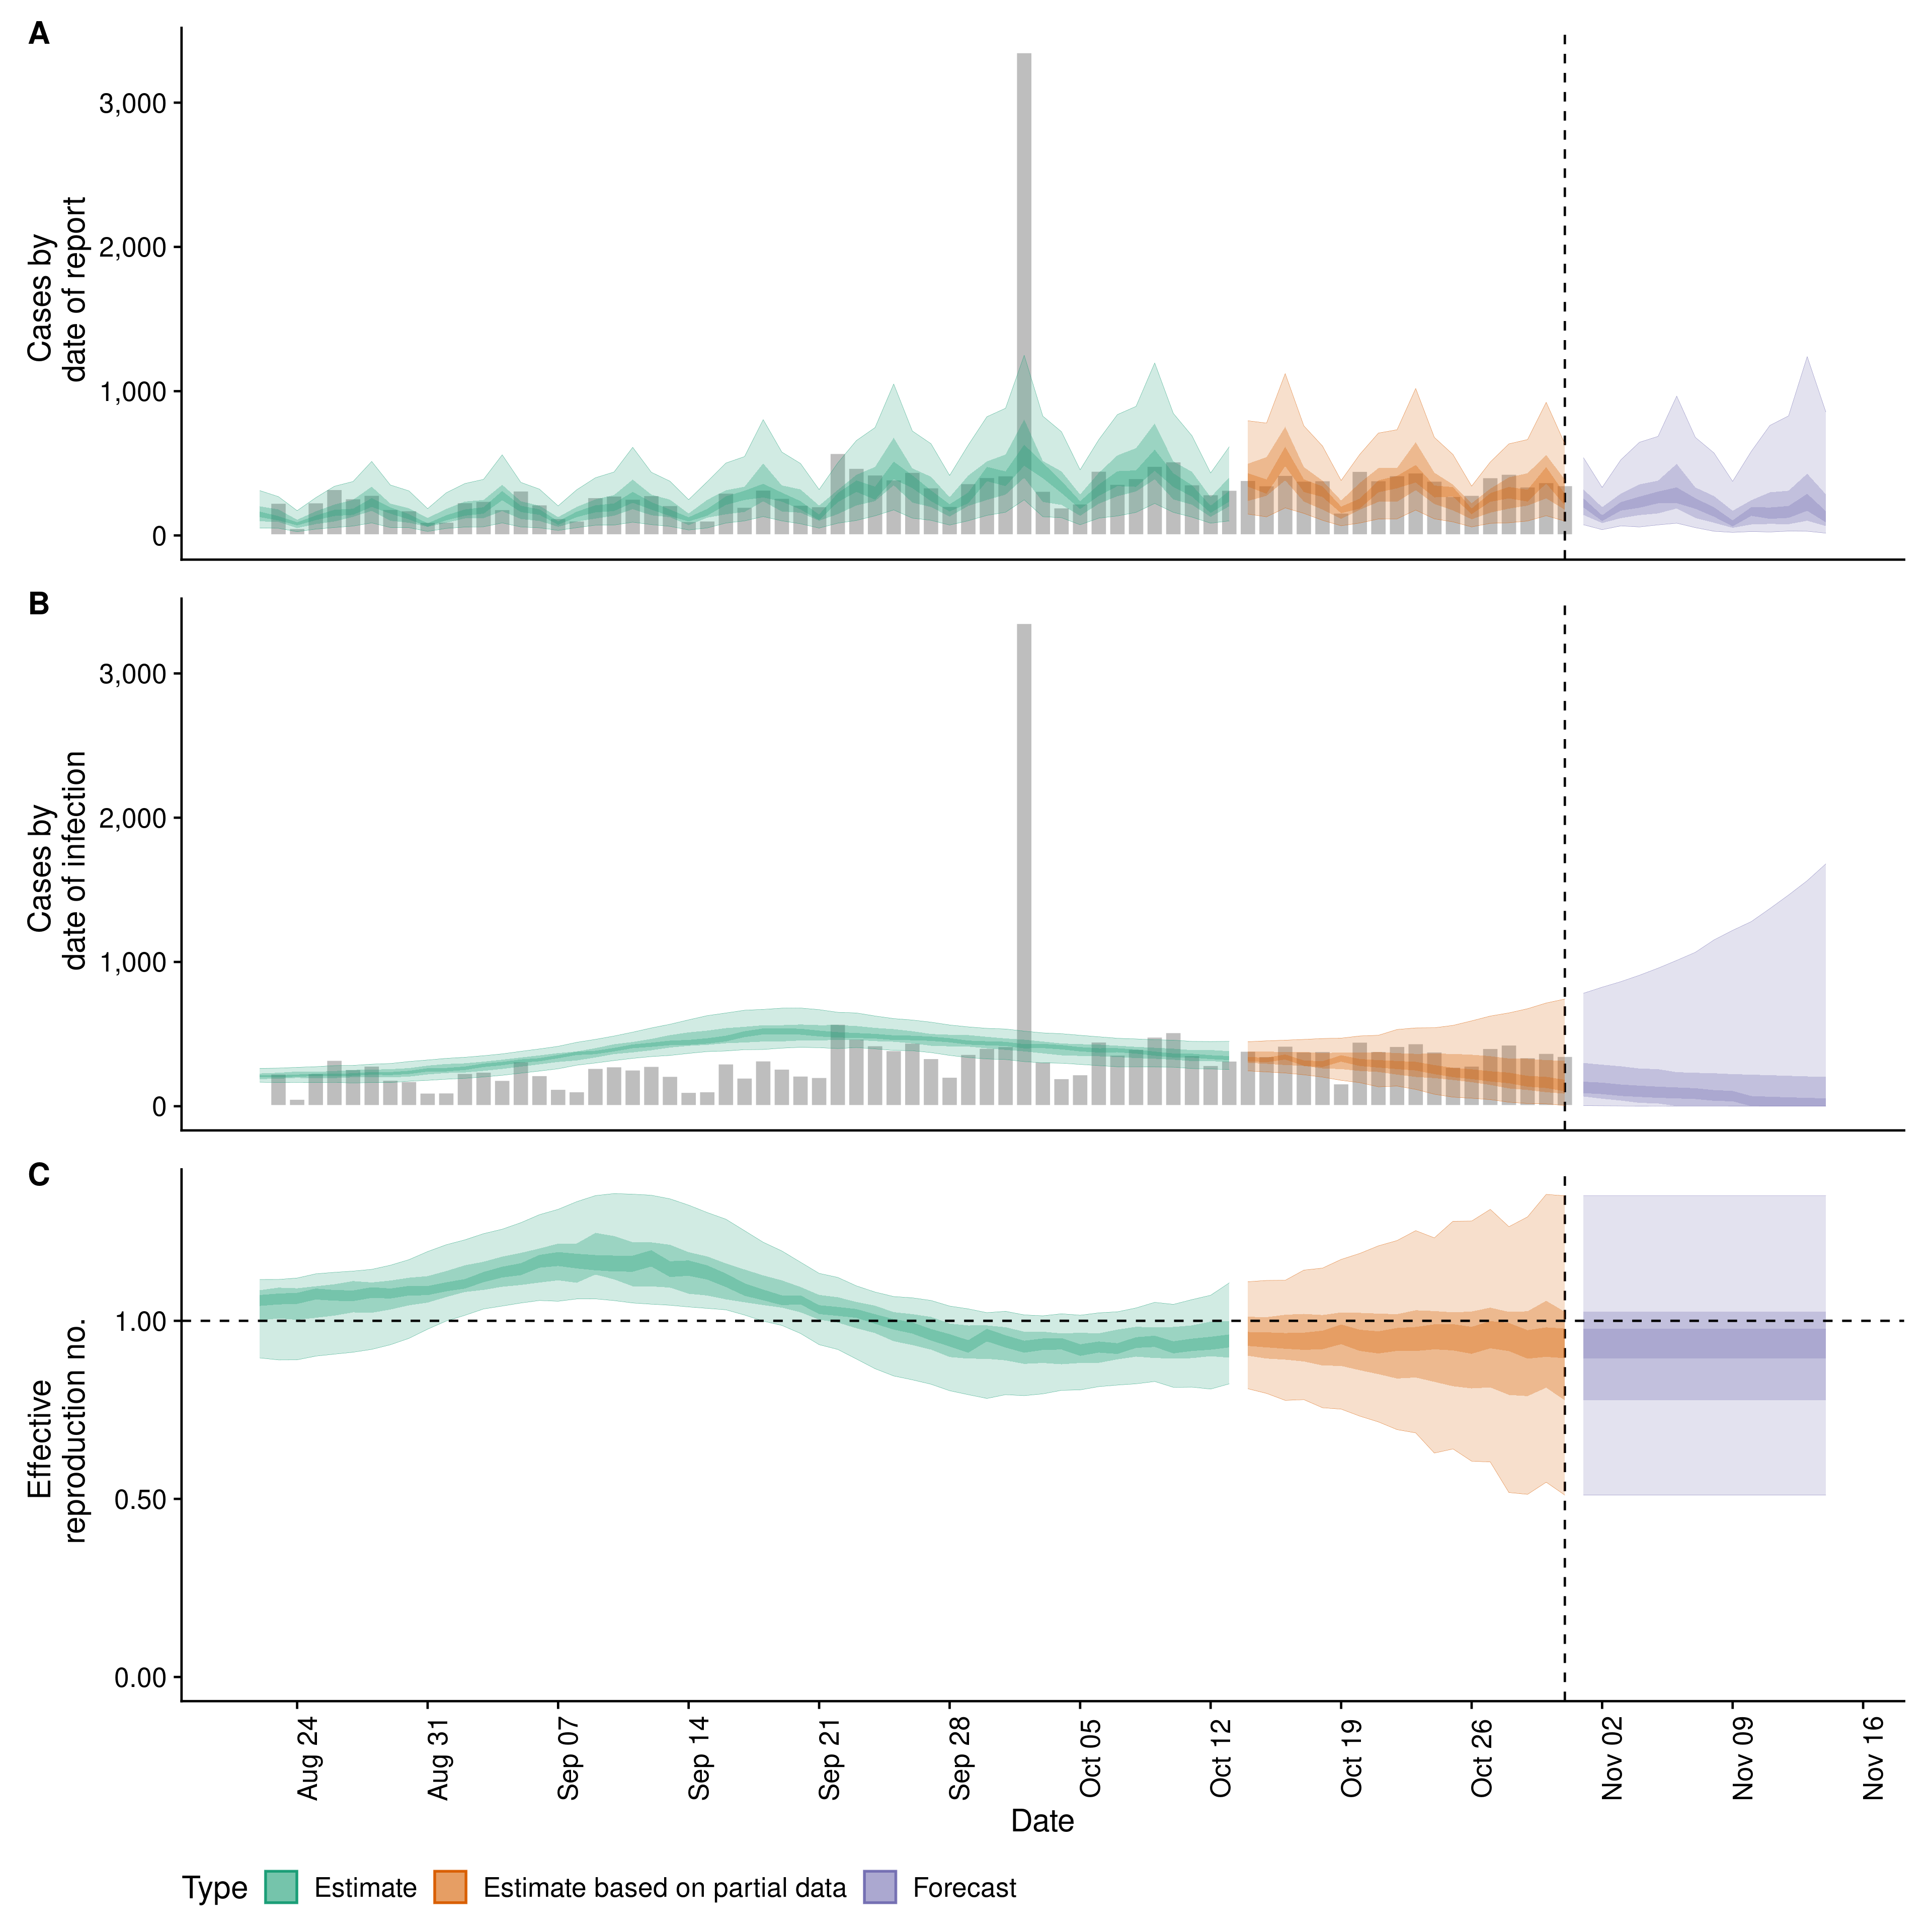 A
Cases by
date of report
3,000
2,000
1,000
0
B
Cases by
date of infection
3,000
2,000
1,000
0
C
Effective
reproduction no.
1.00
0.50
0.00
Aug 24
Aug 31
Sep 07
Sep 14
Sep 21
Sep 28
Oct 05
Oct 12
Oct 19
Oct 26
Nov 02
Nov 09
Nov 16
Date
Type Estimate Estimate based on partial data Forecast